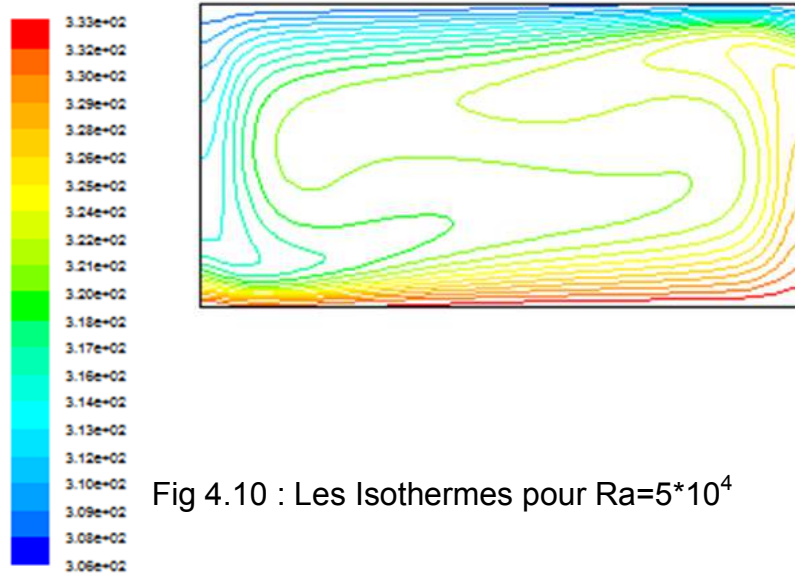 3.33e+02
3.32e+02
3.30e+02
3.29e+02
3.28e+02
3.26e+02
3.25e+02
3.24e+02
3.22e+02
3.21e+02
3.20e+02
3.18e+02
3.17e+02
3.16e+02
3.14e+02
3.13e+02
3.12e+02
3.10e+02
3.09e+02
3.08e+02
3.06e+02
Fig 4.10 : Les Isothermes pour Ra=5*10⁴